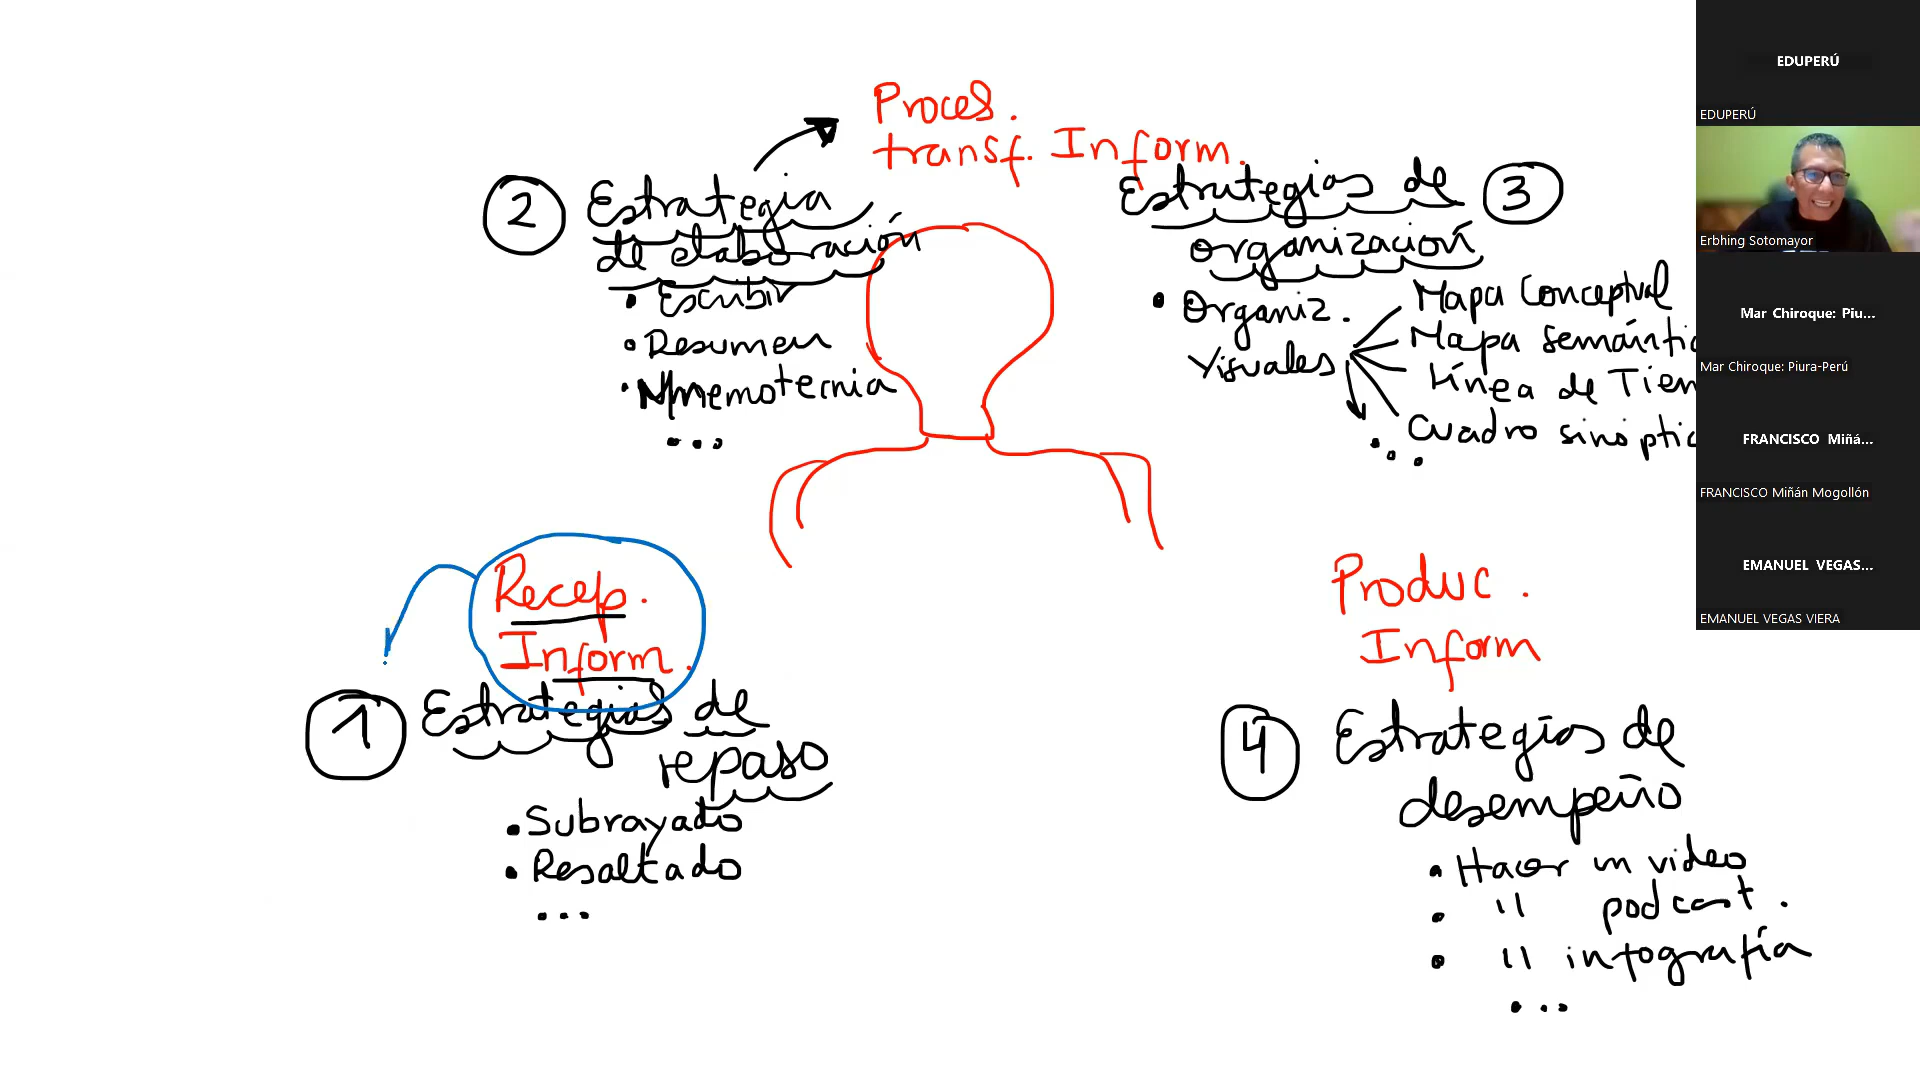 Proces.
transf. Inform.
2 Estrategia
de elaboración
• Escribir
• Resumen
• Mnemotecnia
...
Estrategias de 3
organización
• Organiz.
Visuales
Mapa Conceptual
Mapa semántic
Línea de Tiem
Cuadro sinóptic
...
Recep.
Inform.
1 Estrategias de
repaso
• Subrayado
• Resaltado
...
Produc.
Inform
4 Estrategias de
desempeño
• Hacer un video
• " podcast.
• " infografía
...
EDUPERÚ
EDUPERÚ
Erbhing Sotomayor
Mar Chiroque: Piu...
Mar Chiroque: Piura-Perú
FRANCISCO Miñá...
FRANCISCO Miñán Mogollón
EMANUEL VEGAS...
EMANUEL VEGAS VIERA